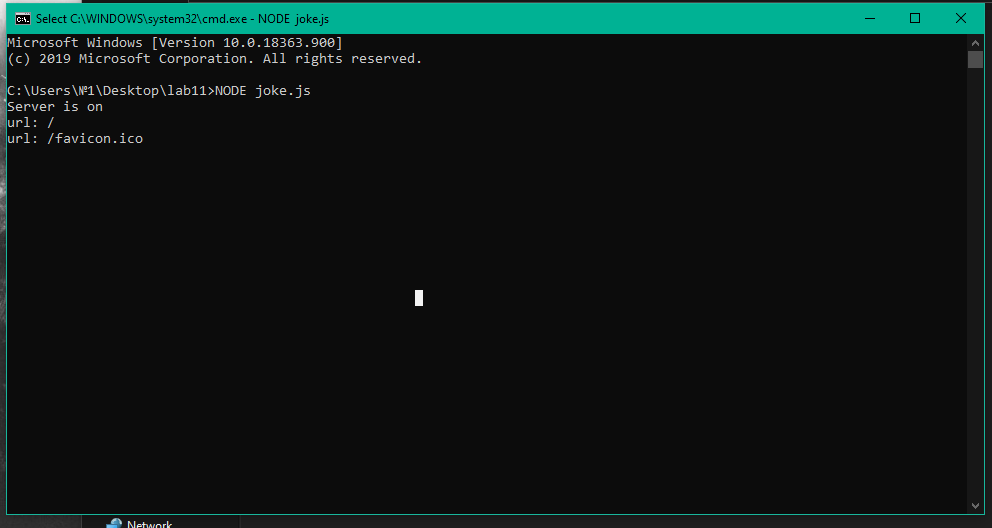 Select C:\WINDOWS\system32\cmd.exe - NODE  joke.js
Microsoft Windows [Version 10.0.18363.900]
(c) 2019 Microsoft Corporation. All rights reserved.
C:\Users\№1\Desktop\lab11>NODE joke.js
Server is on
url: /
url: /favicon.ico
Network